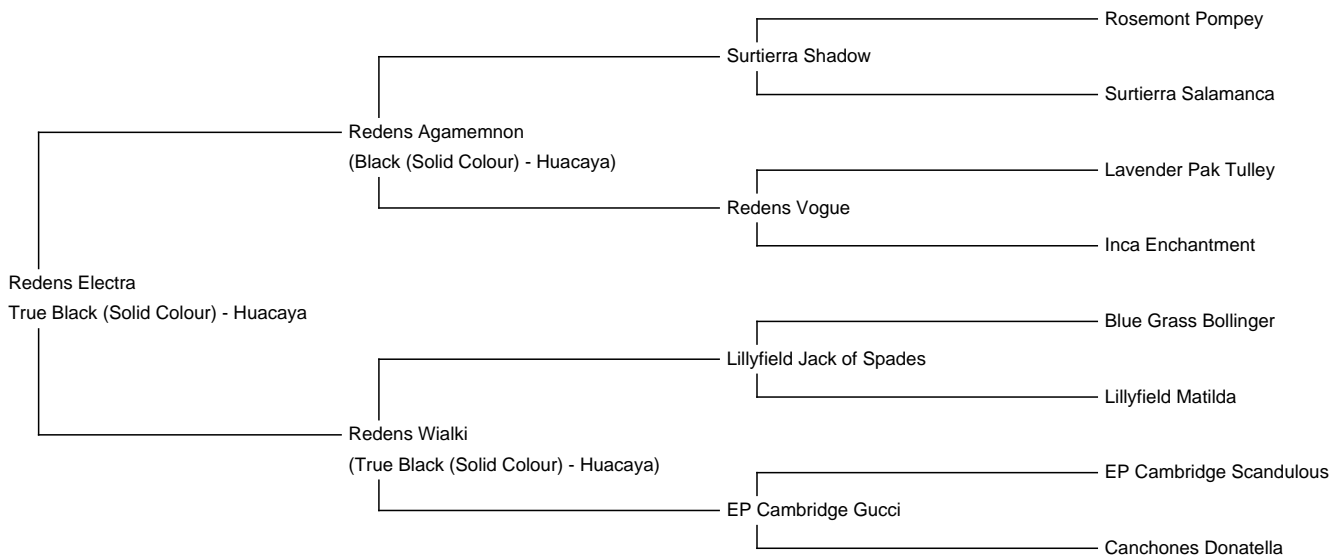 Rosemont Pompey
Surtierra Shadow
Surtierra Salamanca
Redens Agamemnon
(Black (Solid Colour) - Huacaya)
Lavender Pak Tulley
Redens Vogue
Inca Enchantment
Redens Electra
True Black (Solid Colour) - Huacaya
Blue Grass Bollinger
Lillyfield Jack of Spades
Lillyfield Matilda
Redens Wialki
(True Black (Solid Colour) - Huacaya)
EP Cambridge Scandulous
EP Cambridge Gucci
Canchones Donatella